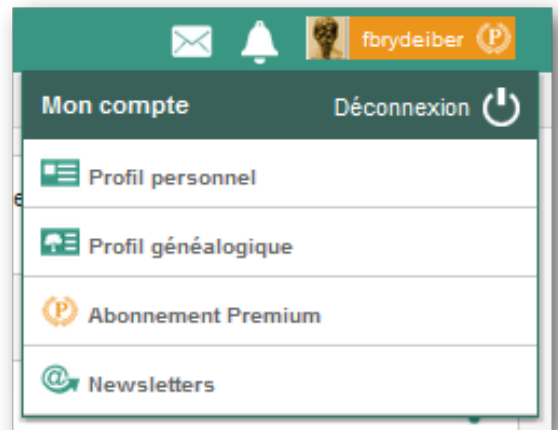 fbrydeiber P
Mon compte Déconnexion
Profil personnel
Profil généalogique
P Abonnement Premium
@ Newsletters